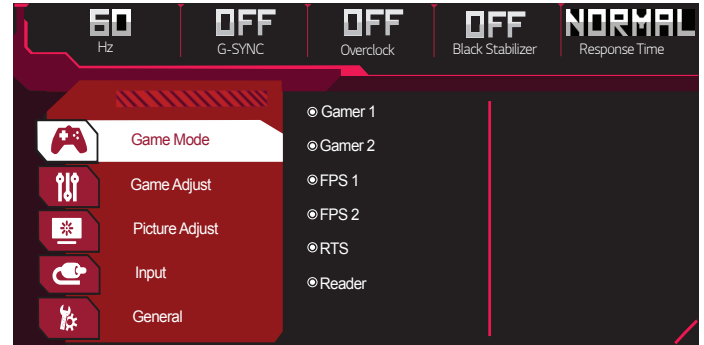 60 OFF OFF OFF NORMAL
Hz G-SYNC Overclock Black Stabilizer Response Time
Game Mode
Game Adjust
Picture Adjust
Input
General
Gamer 1
Gamer 2
FPS 1
FPS 2
RTS
Reader